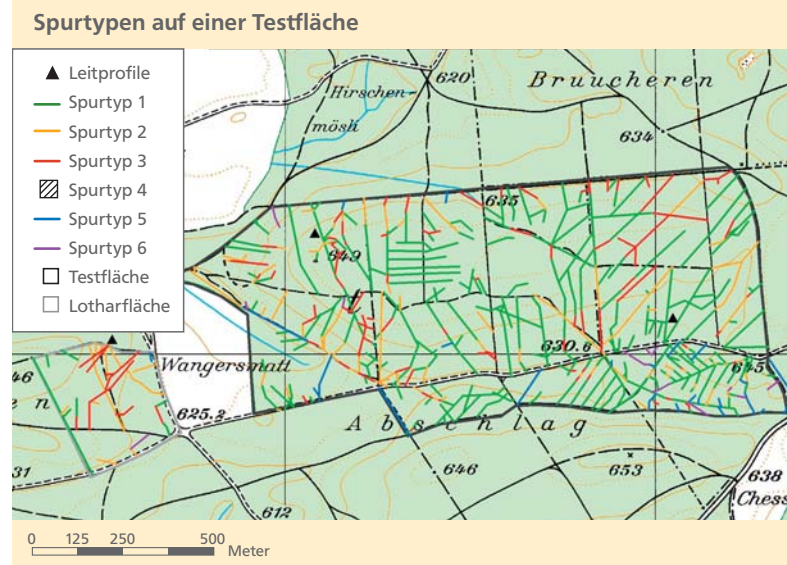 Spurtypen auf einer Testfläche
Leitprofile
Spurtyp 1
Spurtyp 2
Spurtyp 3
Spurtyp 4
Spurtyp 5
Spurtyp 6
Testfläche
Lotharfläche
620
Bruucheren
Hirschen-
mösli
634
635
649
630.6
Wangersmatt
645
46
en
625.2
Abschlag
31
646
653
638
Chess
612
0 125 250 500
Meter